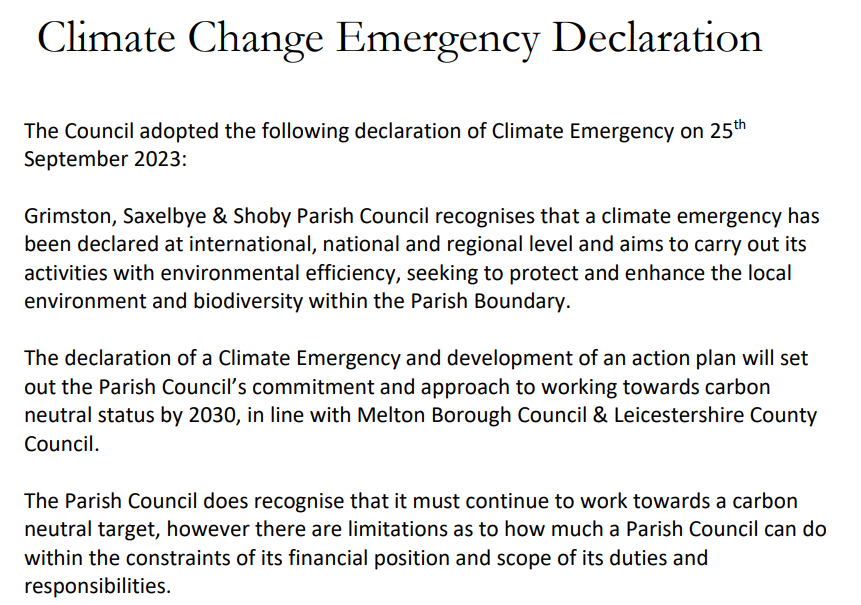 Climate Change Emergency Declaration
The Council adopted the following declaration of Climate Emergency on 25th
September 2023:
Grimston, Saxelbye & Shoby Parish Council recognises that a climate emergency has
been declared at international, national and regional level and aims to carry out its
activities with environmental efficiency, seeking to protect and enhance the local
environment and biodiversity within the Parish Boundary.
The declaration of a Climate Emergency and development of an action plan will set
out the Parish Council’s commitment and approach to working towards carbon
neutral status by 2030, in line with Melton Borough Council & Leicestershire County
Council.
The Parish Council does recognise that it must continue to work towards a carbon
neutral target, however there are limitations as to how much a Parish Council can do
within the constraints of its financial position and scope of its duties and
responsibilities.